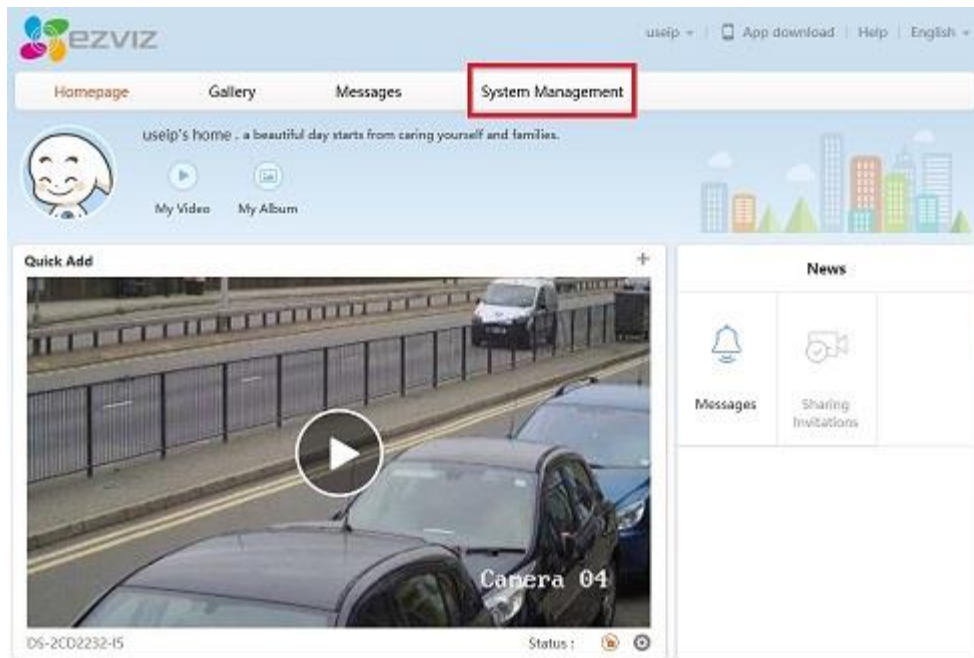 ezviz
useip
App download
Help
English
Homepage
Gallery
Messages
System Management
useip's home . a beautiful day starts from caring yourself and families.
My Video
My Album
Quick Add
+
News
Messages
Sharing
Invitations
Camera 04
DS-2CD2232-I5
Status :